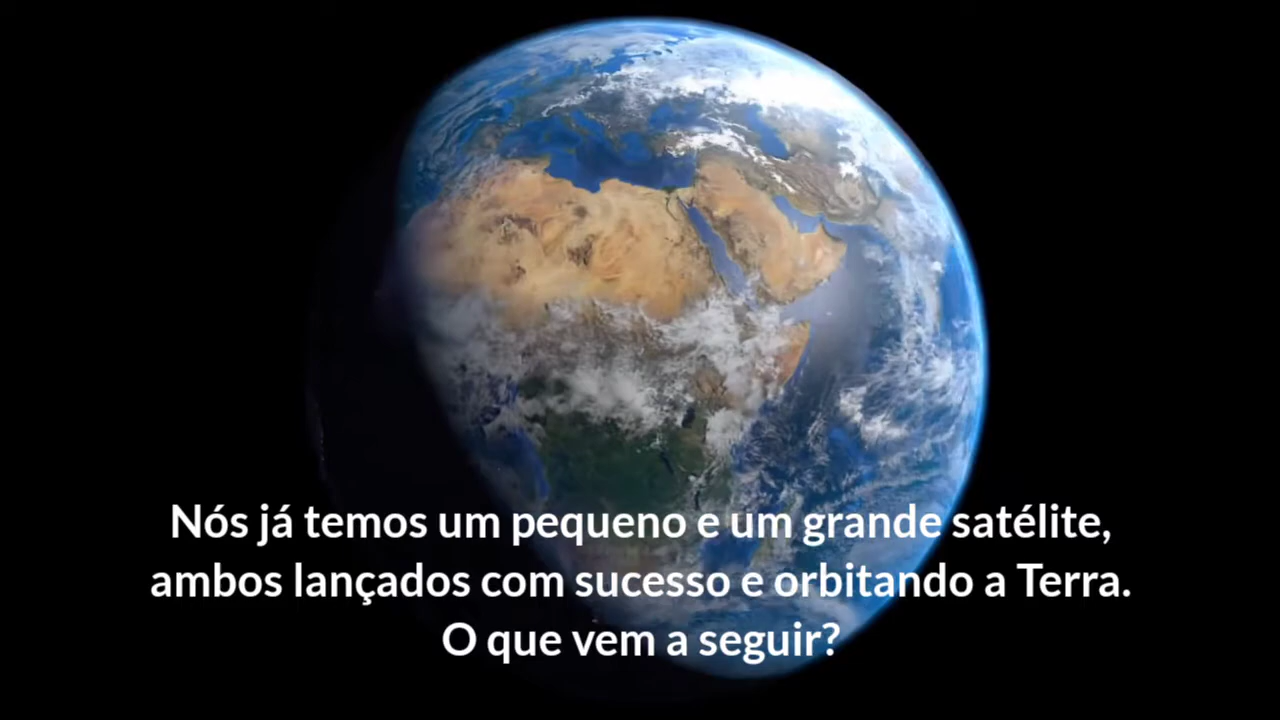 Nós já temos um pequeno e um grande satélite,
ambos lançados com sucesso e orbitando a Terra.
O que vem a seguir?